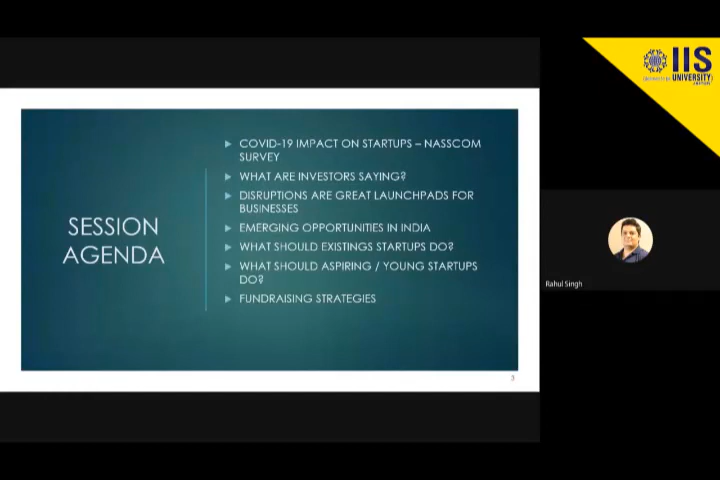 IIS
UNIVERSITY
SESSION
AGENDA
COVID-19 IMPACT ON STARTUPS – NASSCOM
SURVEY
WHAT ARE INVESTORS SAYING?
DISRUPTIONS ARE GREAT LAUNCHPADS FOR
BUSINESSES
EMERGING OPPORTUNITIES IN INDIA
WHAT SHOULD EXISTINGS STARTUPS DO?
WHAT SHOULD ASPIRING / YOUNG STARTUPS
DO?
FUNDRAISING STRATEGIES
3
Rahul Singh